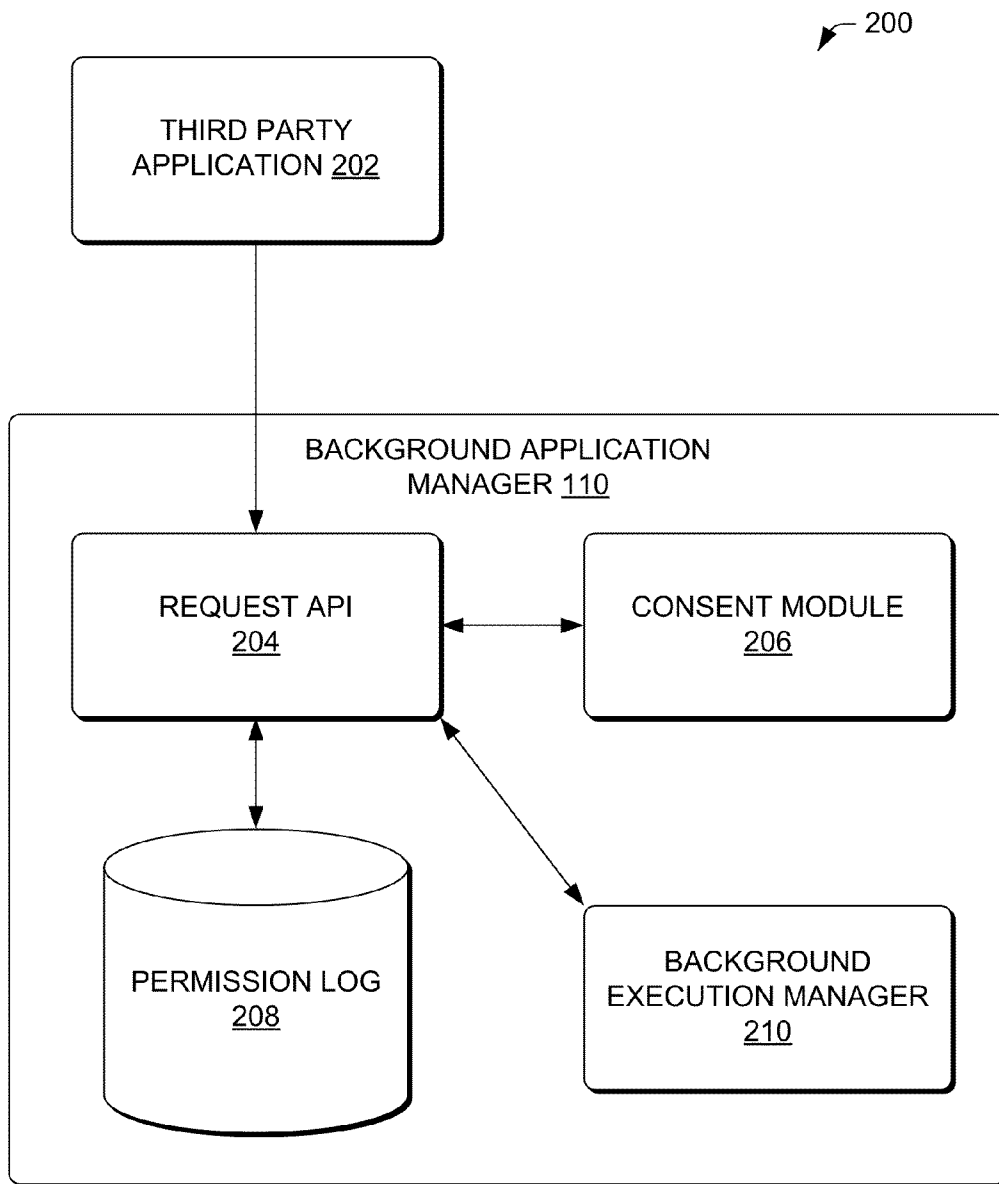 200
THIRD PARTY
APPLICATION 202
BACKGROUND APPLICATION
MANAGER 110
REQUEST API
204
CONSENT MODULE
206
PERMISSION LOG
208
BACKGROUND
EXECUTION MANAGER
210